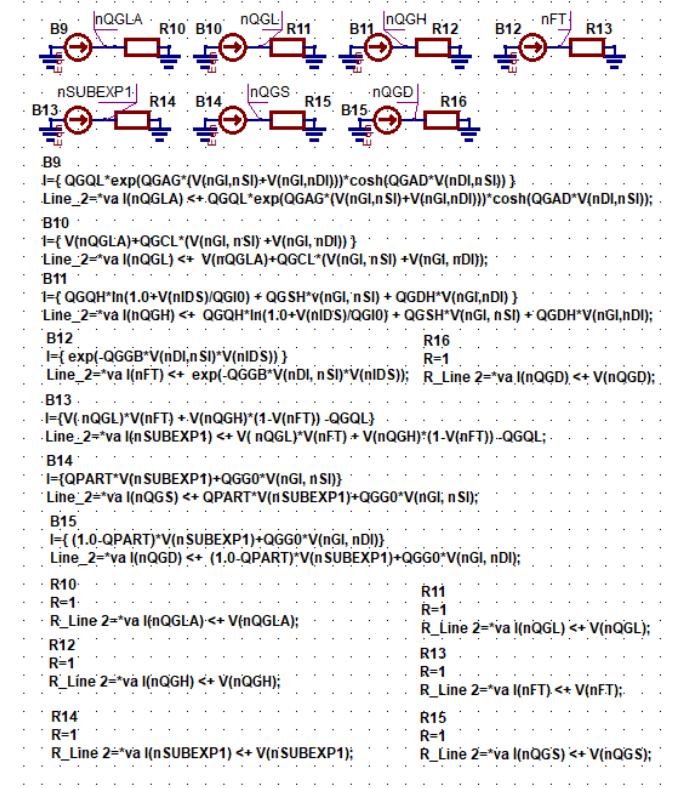 nQGLA nQGL nQGH nFT
B9 R10 B10 R11 B11 R12 B12 R13
Eqn Eqn Eqn Eqn
nSUBEXP1 nQGS nQGD
B13 R14 B14 R15 B15 R16
Eqn Eqn Eqn
B9
I={ QGQL*exp(QGAG*(V(nGI,nSI)+V(nGI,nDI)))*cosh(QGAD*V(nDI,nSI)) }
Line_2=*va I(nQGLA) <+ QGQL*exp(QGAG*(V(nGI,nSI)+V(nGI,nDI)))*cosh(QGAD*V(nDI,nSI));
B10
I={ V(nQGLA)+QGCL*(V(nGI, nSI) +V(nGI, nDI)) }
Line_2=*va I(nQGL) <+ V(nQGLA)+QGCL*(V(nGI, nSI) +V(nGI, nDI));
B11
I={ QGQH*ln(1.0+V(nIDS)/QGI0) + QGSH*v(nGI, nSI) + QGDH*V(nGI,nDI) }
Line_2=*va I(nQGH) <+ QGQH*ln(1.0+V(nIDS)/QGI0) + QGSH*V(nGI, nSI) + QGDH*V(nGI,nDI);
B12
I={ exp(-QGGB*V(nDI,nSI)*V(nIDS)) }
Line_2=*va I(nFT) <+ exp(-QGGB*V(nDI, nSI)*V(nIDS));
R16
R=1
R_Line 2=*va I(nQGD) <+ V(nQGD);
B13
I={V( nQGL)*V(nFT) + V(nQGH)*(1-V(nFT)) -QGQL}
Line_2=*va I(nSUBEXP1) <+ V( nQGL)*V(nFT) + V(nQGH)*(1-V(nFT)) -QGQL;
B14
I={QPART*V(nSUBEXP1)+QGG0*V(nGI, nSI)}
Line_2=*va I(nQGS) <+ QPART*V(nSUBEXP1)+QGG0*V(nGI, nSI);
B15
I={ (1.0-QPART)*V(nSUBEXP1)+QGG0*V(nGI, nDI)}
Line_2=*va I(nQGD) <+ (1.0-QPART)*V(nSUBEXP1)+QGG0*V(nGI, nDI);
R10
R=1
R_Line 2=*va I(nQGLA) <+ V(nQGLA);
R11
R=1
R_Line 2=*va I(nQGL) <+ V(nQGL);
R12
R=1
R_Line 2=*va I(nQGH) <+ V(nQGH);
R13
R=1
R_Line 2=*va I(nFT) <+ V(nFT);
R14
R=1
R_Line 2=*va I(nSUBEXP1) <+ V(nSUBEXP1);
R15
R=1
R_Line 2=*va I(nQGS) <+ V(nQGS);